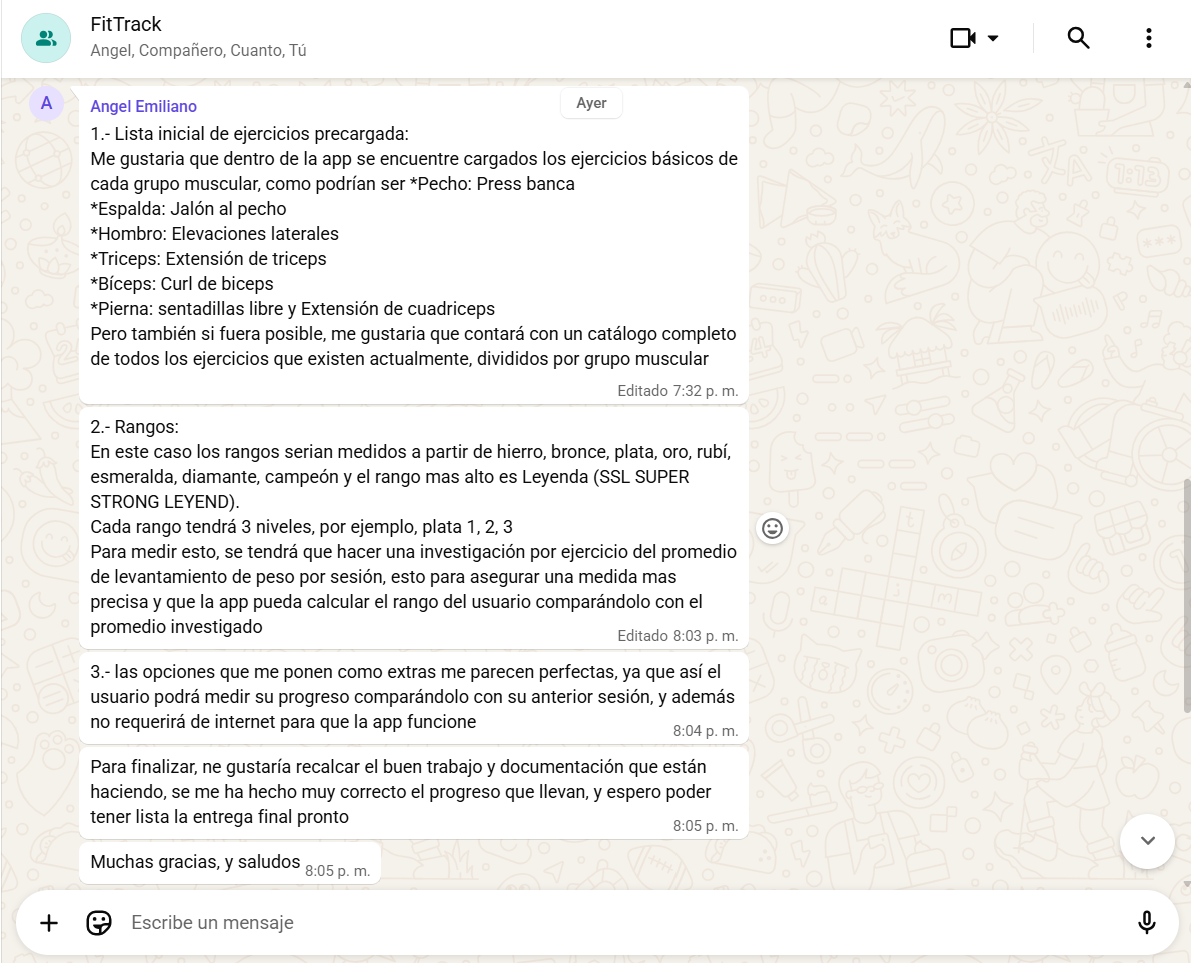 FitTrack
Angel, Compañero, Cuanto, Tú
A
Angel Emiliano
Ayer
1.- Lista inicial de ejercicios precargada:
Me gustaria que dentro de la app se encuentre cargados los ejercicios básicos de
cada grupo muscular, como podrían ser *Pecho: Press banca
*Espalda: Jalón al pecho
*Hombro: Elevaciones laterales
*Triceps: Extensión de triceps
*Bíceps: Curl de biceps
*Pierna: sentadillas libre y Extensión de cuadriceps
Pero también si fuera posible, me gustaria que contará con un catálogo completo
de todos los ejercicios que existen actualmente, divididos por grupo muscular
Editado 7:32 p. m.
2.- Rangos:
En este caso los rangos serian medidos a partir de hierro, bronce, plata, oro, rubí,
esmeralda, diamante, campeón y el rango mas alto es Leyenda (SSL SUPER
STRONG LEYEND).
Cada rango tendrá 3 niveles, por ejemplo, plata 1, 2, 3
Para medir esto, se tendrá que hacer una investigación por ejercicio del promedio
de levantamiento de peso por sesión, esto para asegurar una medida mas
precisa y que la app pueda calcular el rango del usuario comparándolo con el
promedio investigado
Editado 8:03 p. m.
3.- las opciones que me ponen como extras me parecen perfectas, ya que así el
usuario podrá medir su progreso comparándolo con su anterior sesión, y además
no requerirá de internet para que la app funcione
8:04 p. m.
Para finalizar, ne gustaría recalcar el buen trabajo y documentación que están
haciendo, se me ha hecho muy correcto el progreso que llevan, y espero poder
tener lista la entrega final pronto
8:05 p. m.
Muchas gracias, y saludos 8:05 p. m.
Escribe un mensaje